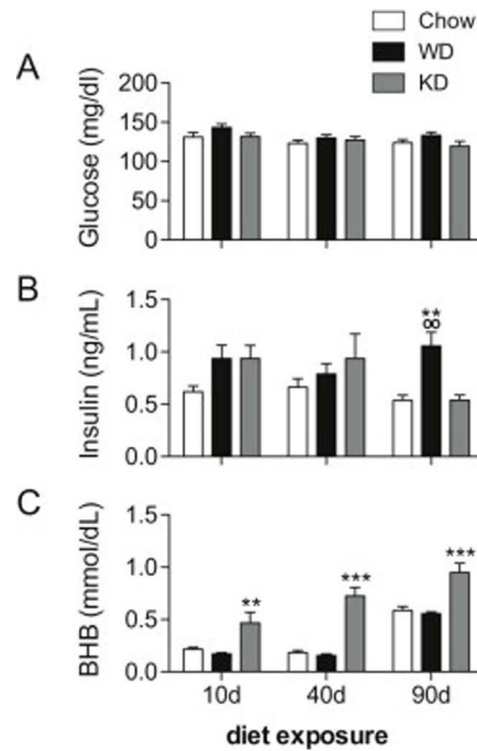 Chow
WD
KD
A
Glucose (mg/dl)
200
150
100
50
0
B
Insulin (ng/mL)
1.5
1.0
0.5
0.0
**
∞
C
BHB (mmol/dL)
1.5
1.0
0.5
0.0
**
***
***
10d 40d 90d
diet exposure